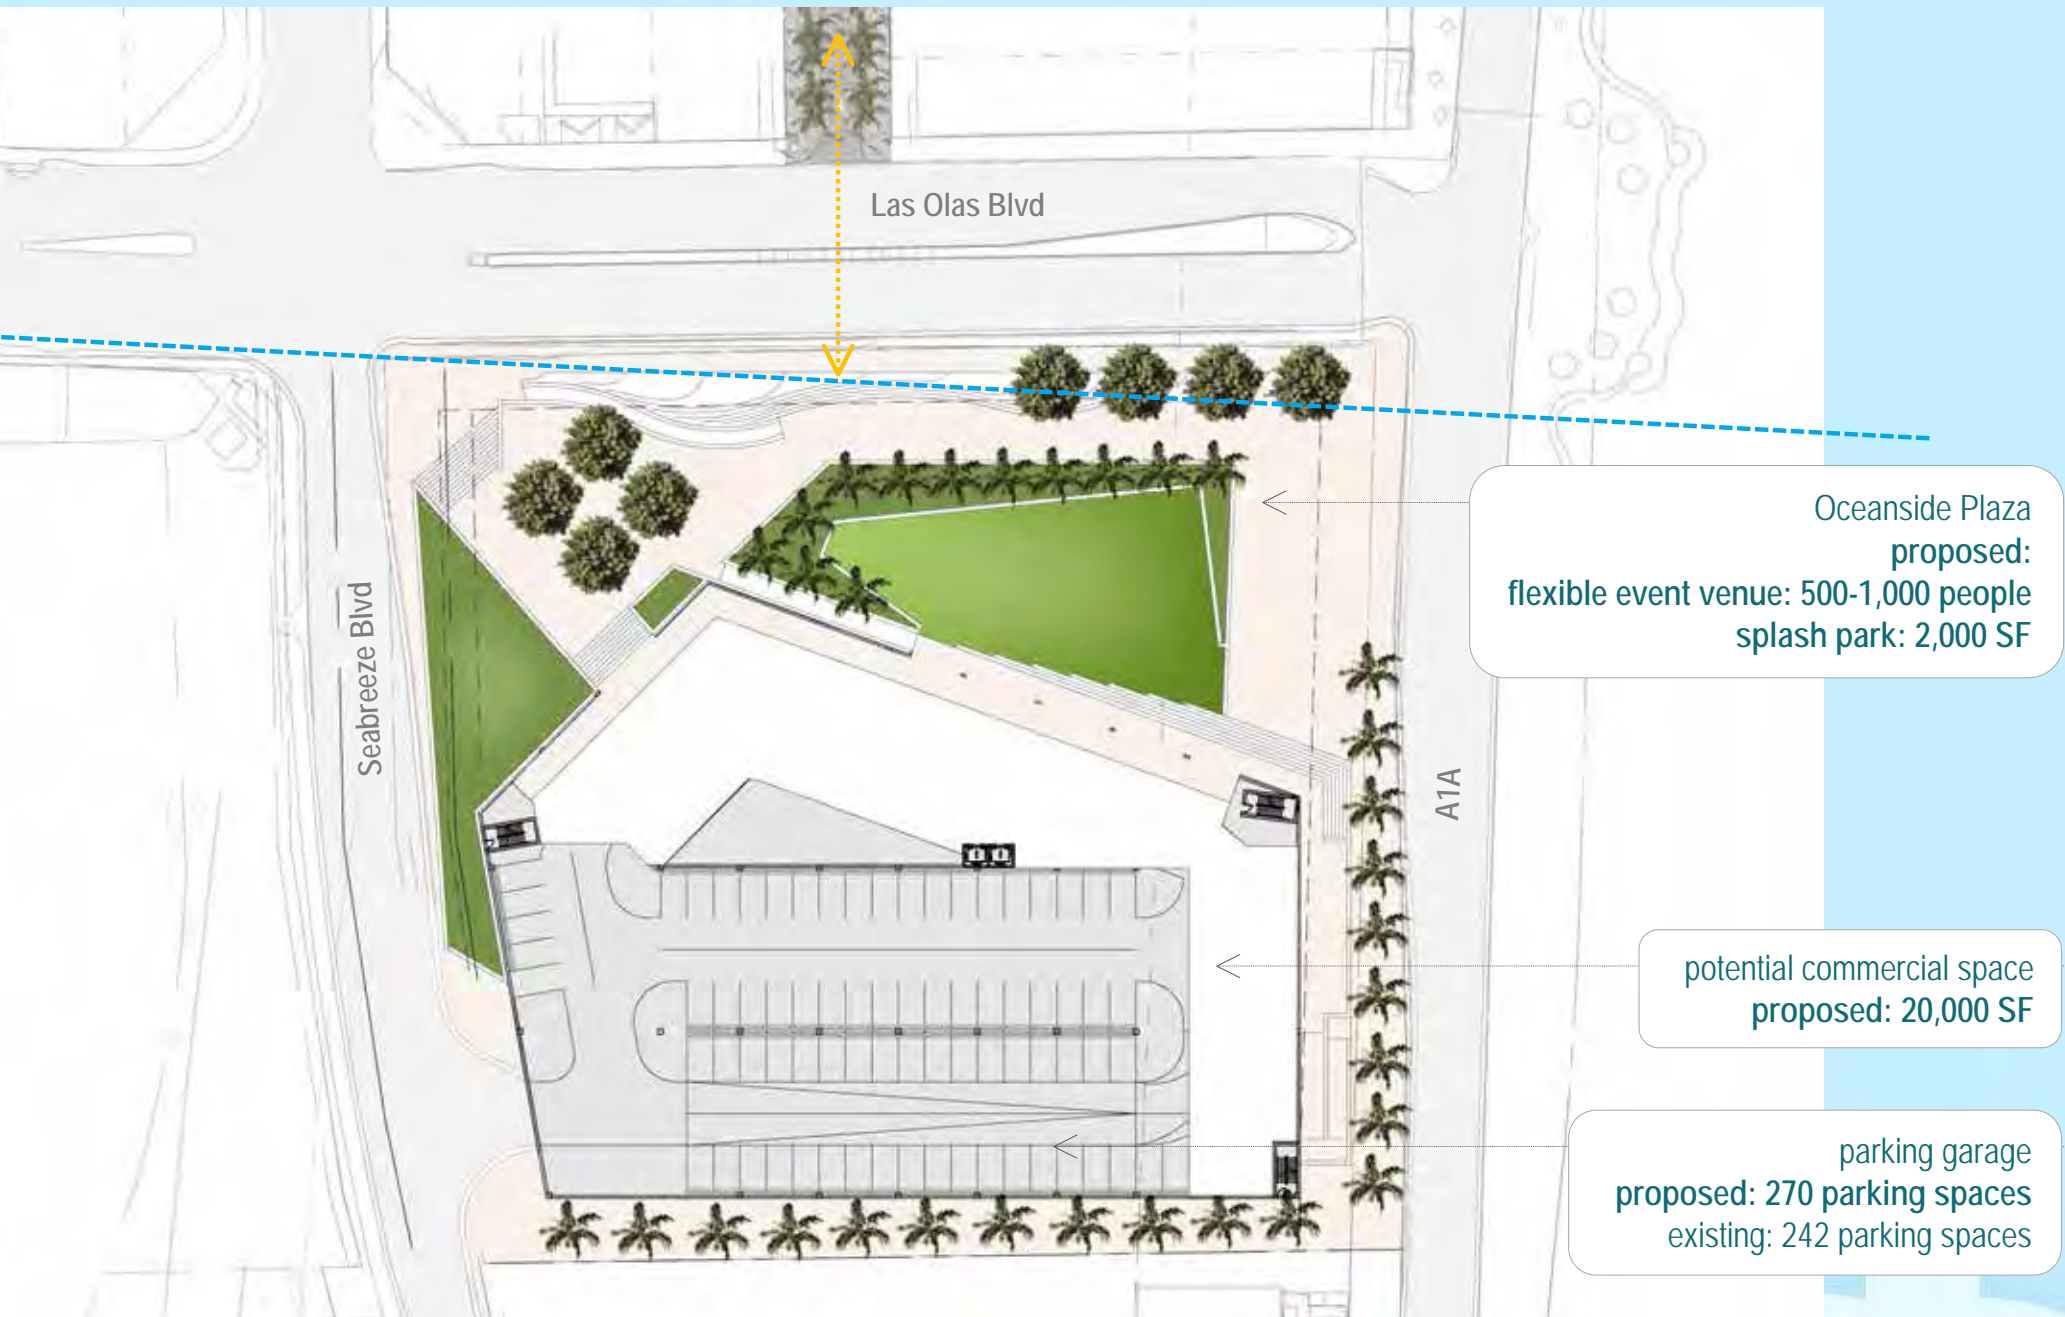 Las Olas Blvd
Seabreeze Blvd
A1A
Oceanside Plaza
proposed:
flexible event venue: 500-1,000 people
splash park: 2,000 SF
potential commercial space
proposed: 20,000 SF
parking garage
proposed: 270 parking spaces
existing: 242 parking spaces